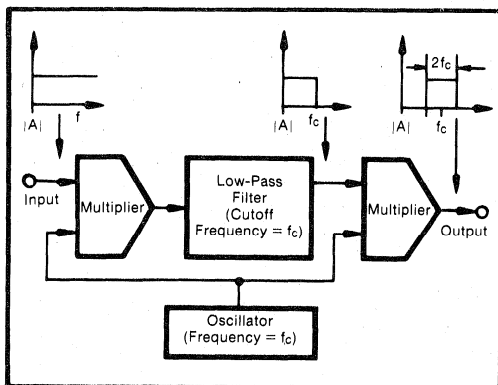 2fc
|A|
f
|A|
fc
|A|
fc
Input
Multiplier
Low-Pass
Filter
(Cutoff
Frequency = fc)
Multiplier
Output
Oscillator
(Frequency = fc)